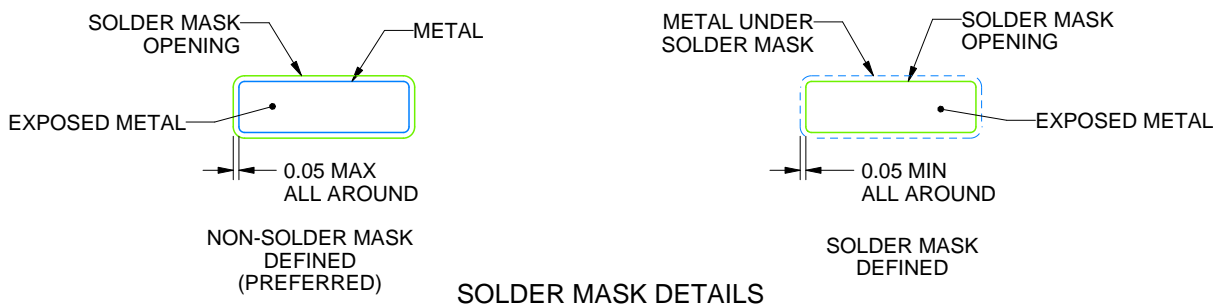 SOLDER MASK
OPENING
METAL
EXPOSED METAL
0.05 MAX
ALL AROUND
NON-SOLDER MASK
DEFINED
(PREFERRED)
METAL UNDER
SOLDER MASK
SOLDER MASK
OPENING
EXPOSED METAL
0.05 MIN
ALL AROUND
SOLDER MASK
DEFINED
SOLDER MASK DETAILS